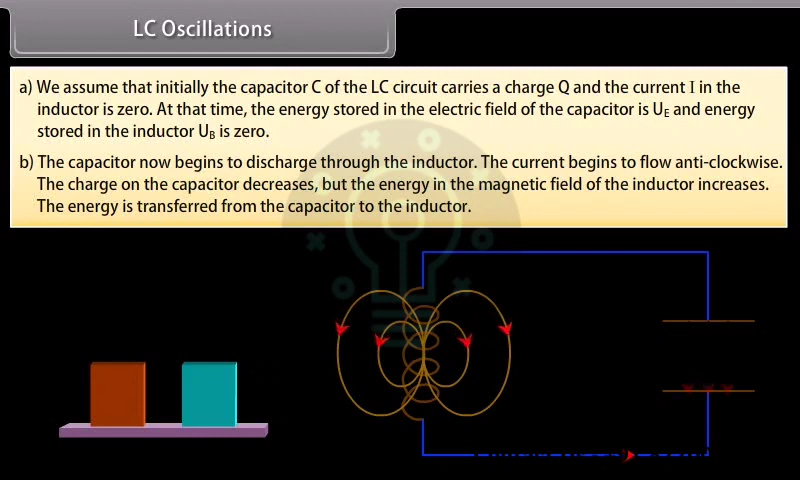 LC Oscillations
a) We assume that initially the capacitor C of the LC circuit carries a charge Q and the current I in the
inductor is zero. At that time, the energy stored in the electric field of the capacitor is U_E and energy
stored in the inductor U_B is zero.
b) The capacitor now begins to discharge through the inductor. The current begins to flow anti-clockwise.
The charge on the capacitor decreases, but the energy in the magnetic field of the inductor increases.
The energy is transferred from the capacitor to the inductor.